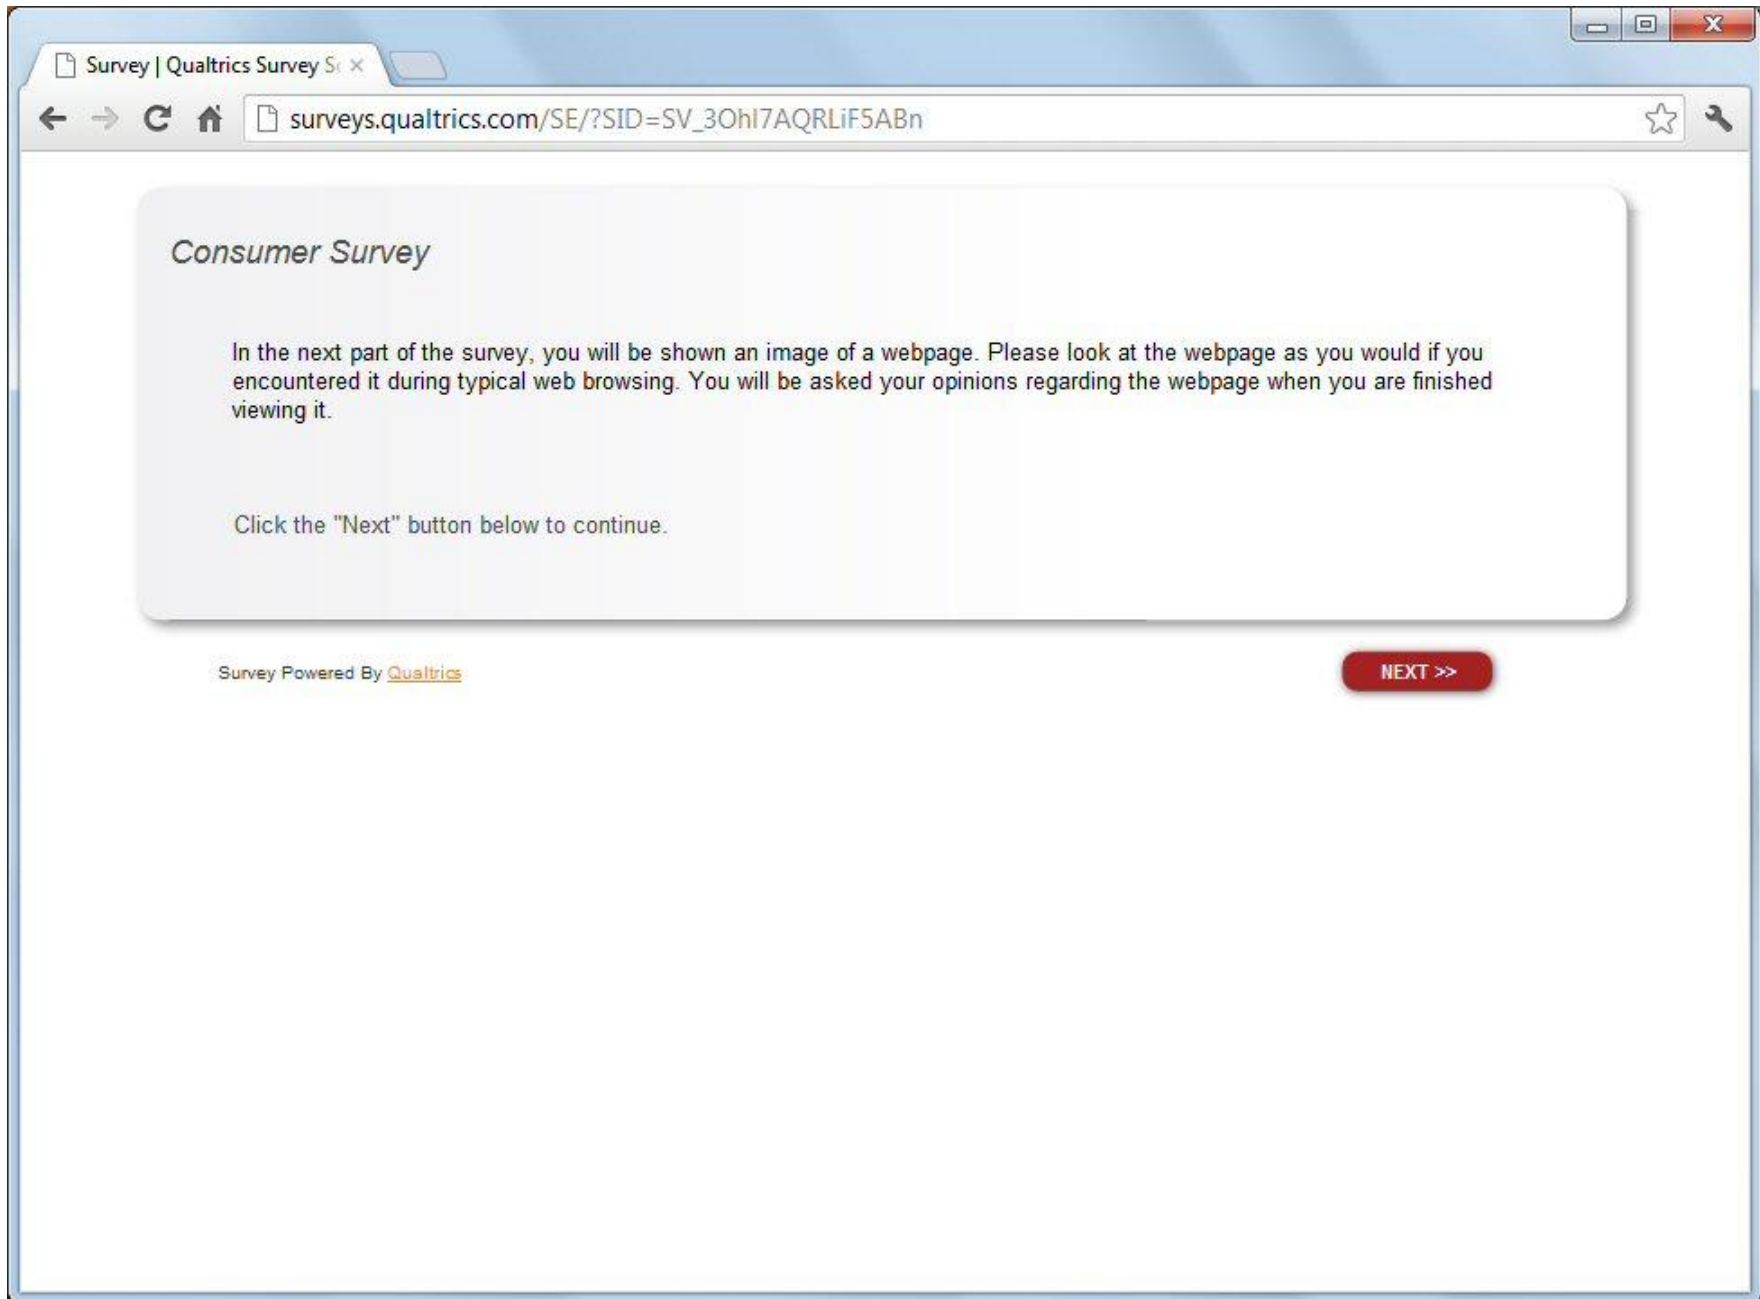 Survey | Qualtrics Survey S
surveys.qualtrics.com/SE/?SID=SV_3OhI7AQRLiF5ABn
Consumer Survey
In the next part of the survey, you will be shown an image of a webpage. Please look at the webpage as you would if you
encountered it during typical web browsing. You will be asked your opinions regarding the webpage when you are finished
viewing it.
Click the "Next" button below to continue.
Survey Powered By Qualtrics
NEXT >>